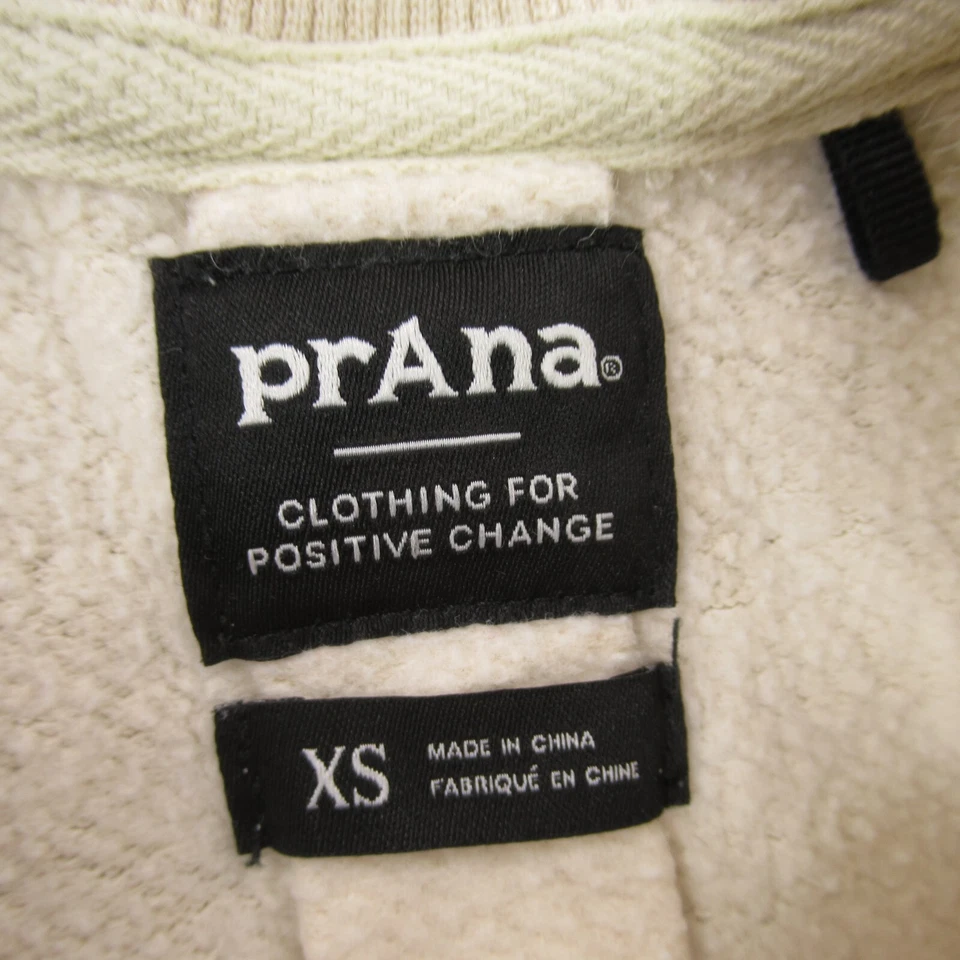 prAna®
CLOTHING FOR
POSITIVE CHANGE
XS
MADE IN CHINA
FABRIQUÉ EN CHINE